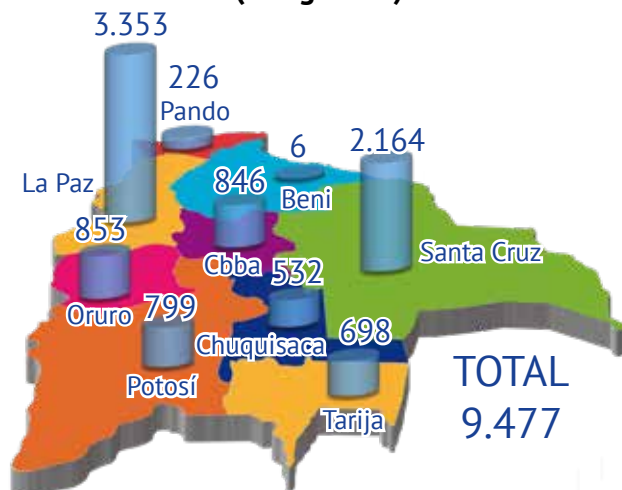 3.353
226
Pando
6
2.164
La Paz
846
Beni
853
Cbba
Santa Cruz
532
Oruro
799
Chuquisaca
698
Potosí
Tarija
TOTAL
9.477